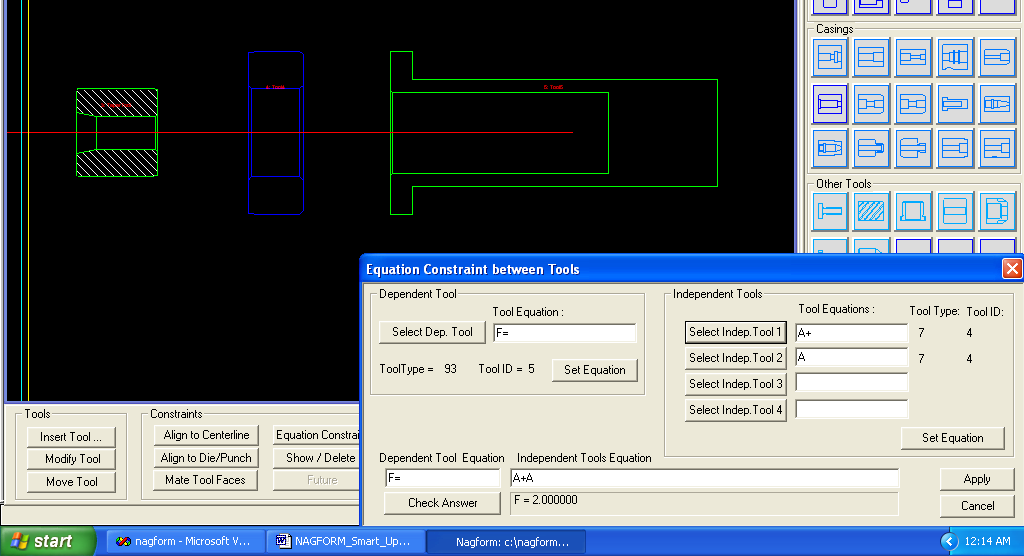 Casings
A: ToolA
B: ToolB
Other Tools
Equation Constraint between Tools
Dependent Tool
Tool Equation :
Select Dep. Tool
F=
ToolType = 93
Tool ID = 5
Set Equation
Independent Tools
Tool Equations :
Tool Type:
Tool ID:
Select Indep.Tool 1
A+
7
4
Select Indep.Tool 2
A
7
4
Select Indep.Tool 3
Select Indep.Tool 4
Set Equation
Dependent Tool Equation
Independent Tools Equation
F=
A+A
Apply
Check Answer
F = 2.000000
Cancel
Tools
Insert Tool ...
Modify Tool
Move Tool
Constraints
Align to Centerline
Equation Constrai
Align to Die/Punch
Show / Delete
Mate Tool Faces
Future
start
nagform - Microsoft V...
NAGFORM_Smart_Up...
Nagform: c:\nagform...
12:14 AM